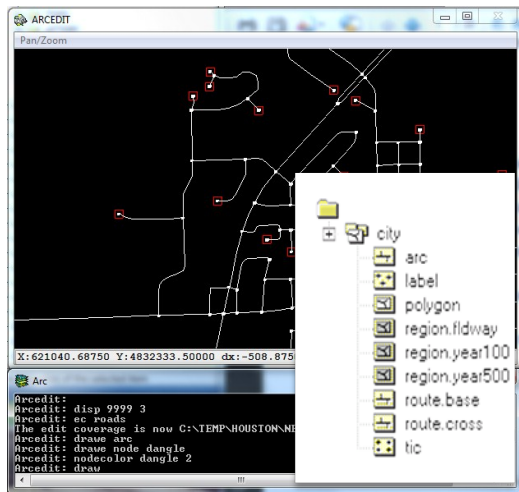 ARCEDIT
Pan/Zoom
X:621040.68750 Y:4832333.50000 dx:-508.875
Arc
Arcedit:
Arcedit: disp 9999 3
Arcedit: ec roads
The edit coverage is now C:\TEMP\HOUSTON\NE
Arcedit: drawe arc
Arcedit: drawe node dangle
Arcedit: nodecolor dangle 2
Arcedit: draw
city
arc
label
polygon
region.fldway
region.year100
region.year500
route.base
route.cross
tic